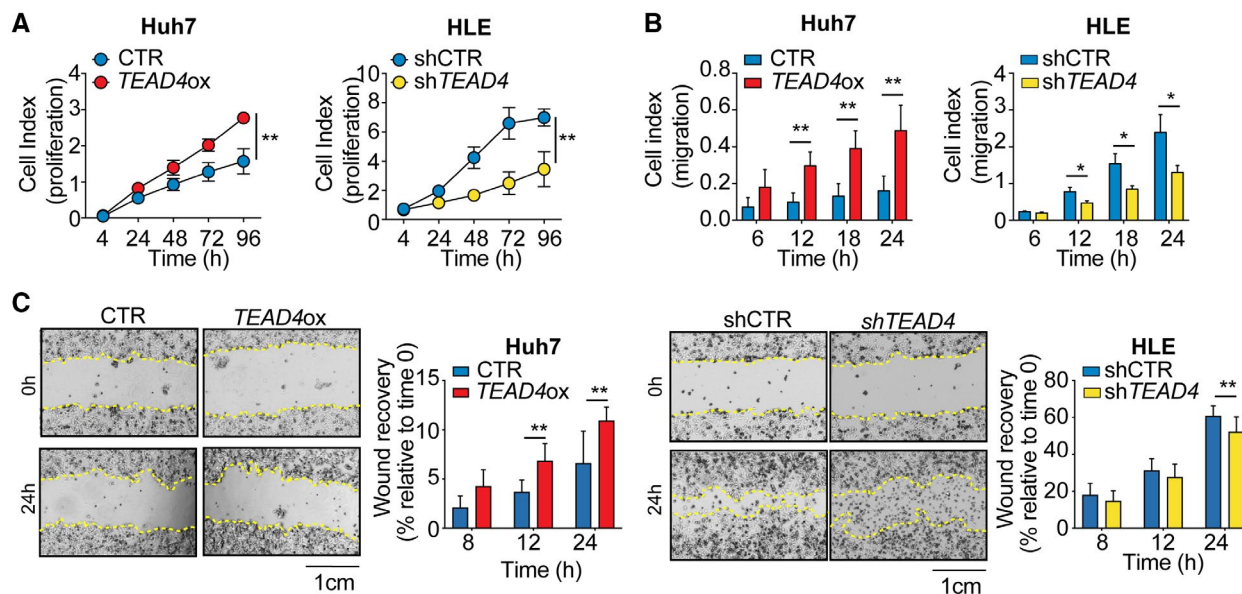 A
Huh7
CTR
TEAD4ox
Cell Index
(proliferation)
4
3
2
1
0
**
4 24 48 72 96
Time (h)
HLE
shCTR
shTEAD4
Cell Index
(proliferation)
10
8
6
4
2
0
**
4 24 48 72 96
Time (h)
B
Huh7
CTR
TEAD4ox
Cell index
(migration)
0.8
0.6
0.4
0.2
0.0
** ** **
6 12 18 24
Time (h)
HLE
shCTR
shTEAD4
Cell index
(migration)
4
3
2
1
0
* * *
6 12 18 24
Time (h)
C
CTR TEAD4ox
0h
24h
1cm
Huh7
CTR
TEAD4ox
Wound recovery
(% relative to time 0)
15
10
5
0
** **
8 12 24
Time (h)
shCTR shTEAD4
0h
24h
1cm
HLE
shCTR
shTEAD4
Wound recovery
(% relative to time 0)
80
60
40
20
0
**
8 12 24
Time (h)